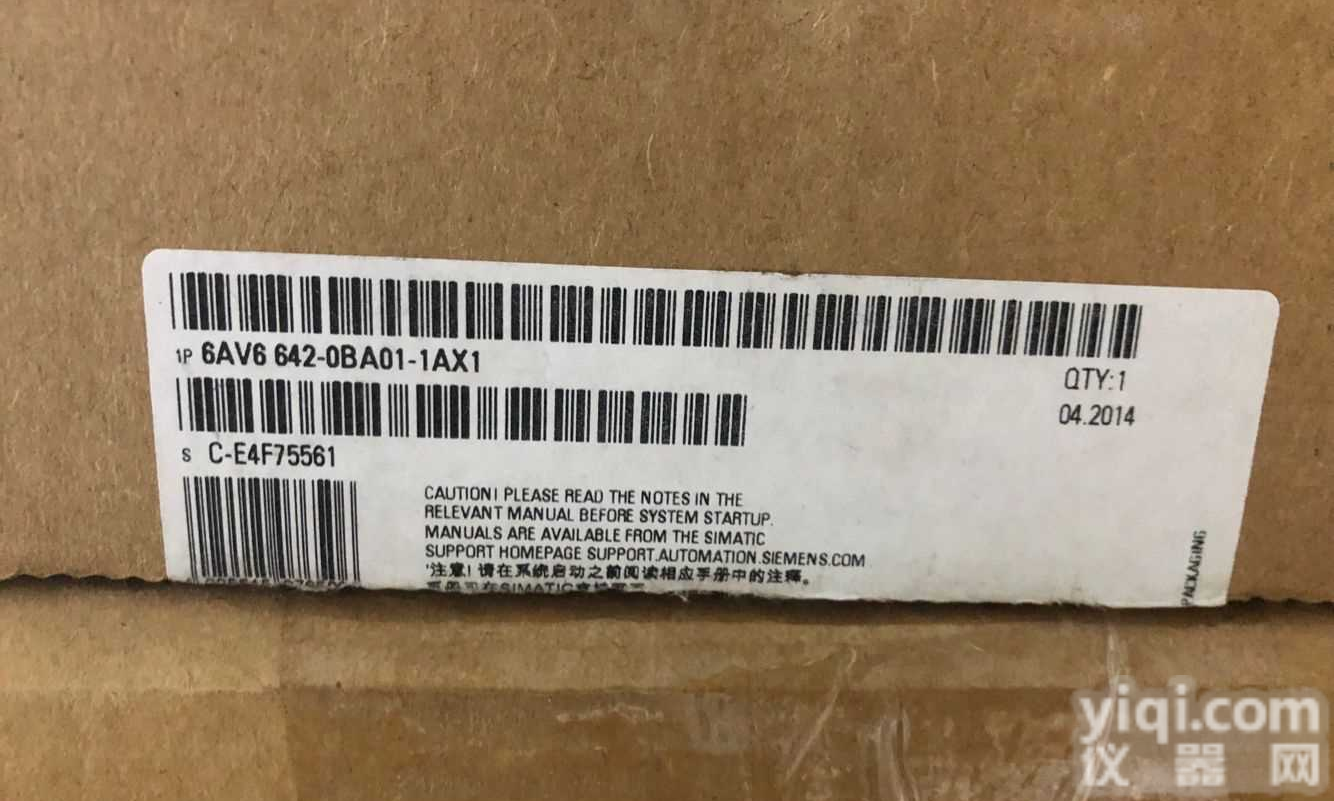 1P 6AV6 642-0BA01-1AX1
QTY:1
04.2014
S C-E4F75561
CAUTION! PLEASE READ THE NOTES IN THE
RELEVANT MANUAL BEFORE SYSTEM STARTUP.
MANUALS ARE AVAILABLE FROM THE SIMATIC
SUPPORT HOMEPAGE SUPPORT.AUTOMATION.SIEMENS.COM
'注意! 请在系统启动之前阅读相应手册中的注释。
SIMATIC
PACKAGING
yiqi.com
仪器网